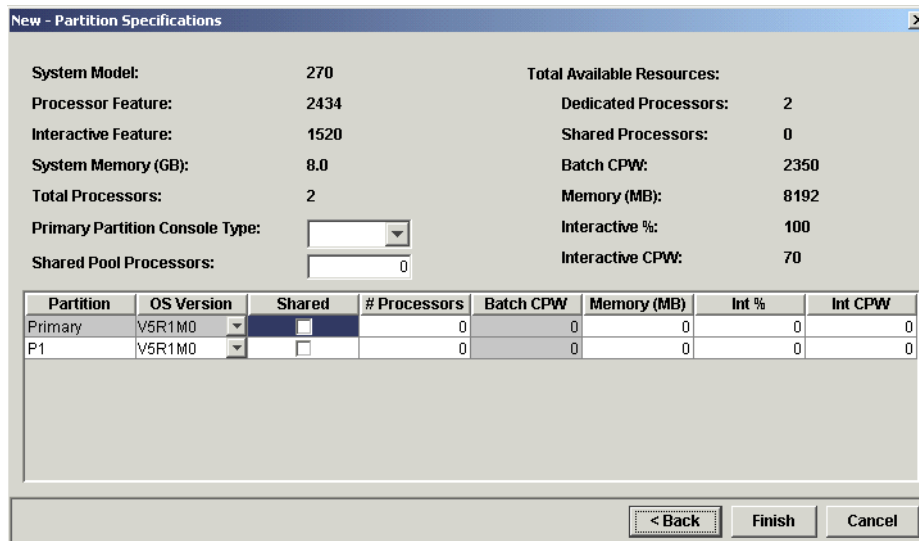 New - Partition Specifications
System Model: 270 Total Available Resources:
Processor Feature: 2434 Dedicated Processors: 2
Interactive Feature: 1520 Shared Processors: 0
System Memory (GB): 8.0 Batch CPW: 2350
Total Processors: 2 Memory (MB): 8192
Primary Partition Console Type: Interactive %: 100
Shared Pool Processors: 0 Interactive CPW: 70
Partition OS Version Shared # Processors Batch CPW Memory (MB) Int % Int CPW
Primary V5R1M0 0 0 0 0 0
P1 V5R1M0 0 0 0 0 0
< Back Finish Cancel